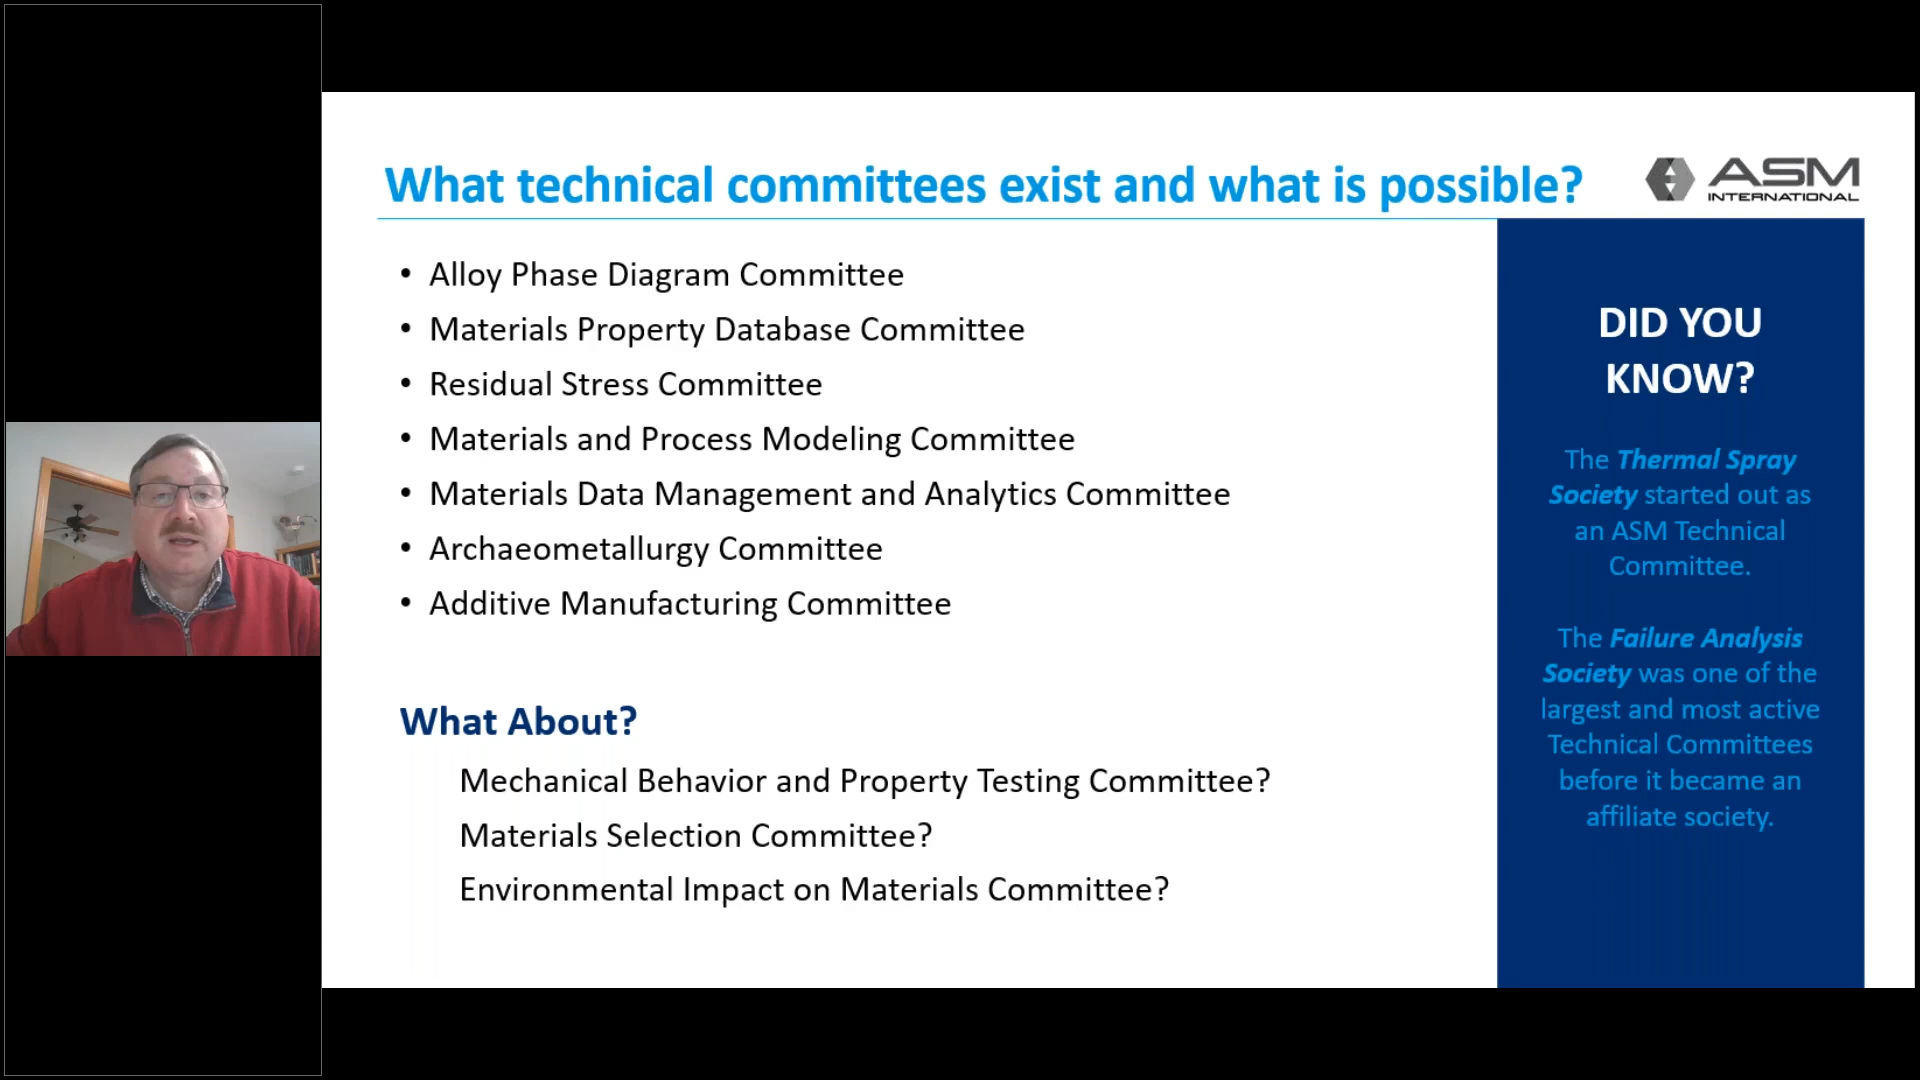 What technical committees exist and what is possible?
ASM
INTERNATIONAL
• Alloy Phase Diagram Committee
• Materials Property Database Committee
• Residual Stress Committee
• Materials and Process Modeling Committee
• Materials Data Management and Analytics Committee
• Archaeometallurgy Committee
• Additive Manufacturing Committee
What About?
Mechanical Behavior and Property Testing Committee?
Materials Selection Committee?
Environmental Impact on Materials Committee?
DID YOU
KNOW?
The Thermal Spray
Society started out as
an ASM Technical
Committee.
The Failure Analysis
Society was one of the
largest and most active
Technical Committees
before it became an
affiliate society.